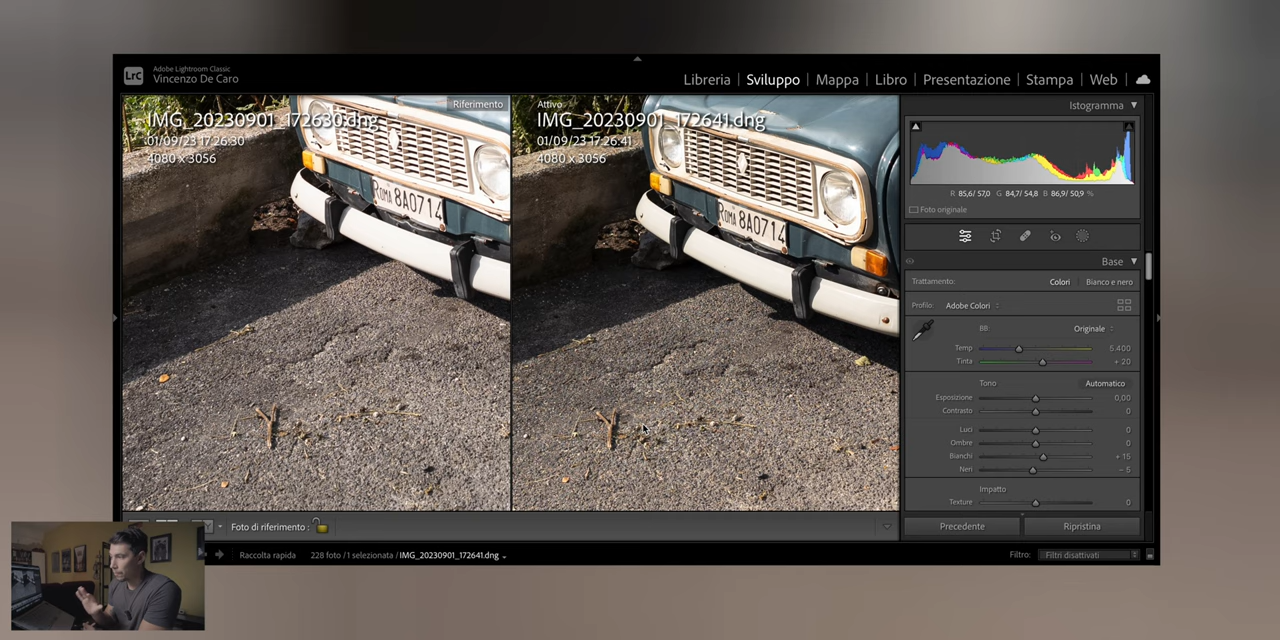 LrC
Adobe Lightroom Classic
Vincenzo De Caro
Libreria | Sviluppo | Mappa | Libro | Presentazione | Stampa | Web
Riferimento
IMG_20230901_172630.dng
01/09/23 17:26:30
4080 x 3056
ROMA 8A0714
Attivo
IMG_20230901_172641.dng
01/09/23 17:26:41
4080 x 3056
ROMA 8A0714
Istogramma
R 85,6/ 57,0 G 84,7/ 54,8 B 86,9/ 50,9 %
Foto originale
Base
Trattamento: Colori Bianco e nero
Profilo: Adobe Colori
BB: Originale
Temp 5.400
Tinta + 20
Tono Automatico
Esposizione 0,00
Contrasto 0
Luci 0
Ombre 0
Bianchi + 15
Neri − 5
Impatto
Texture 0
Foto di riferimento :
Precedente Ripristina
Raccolta rapida 228 foto /1 selezionata / IMG_20230901_172641.dng
Filtro: Filtri disattivati